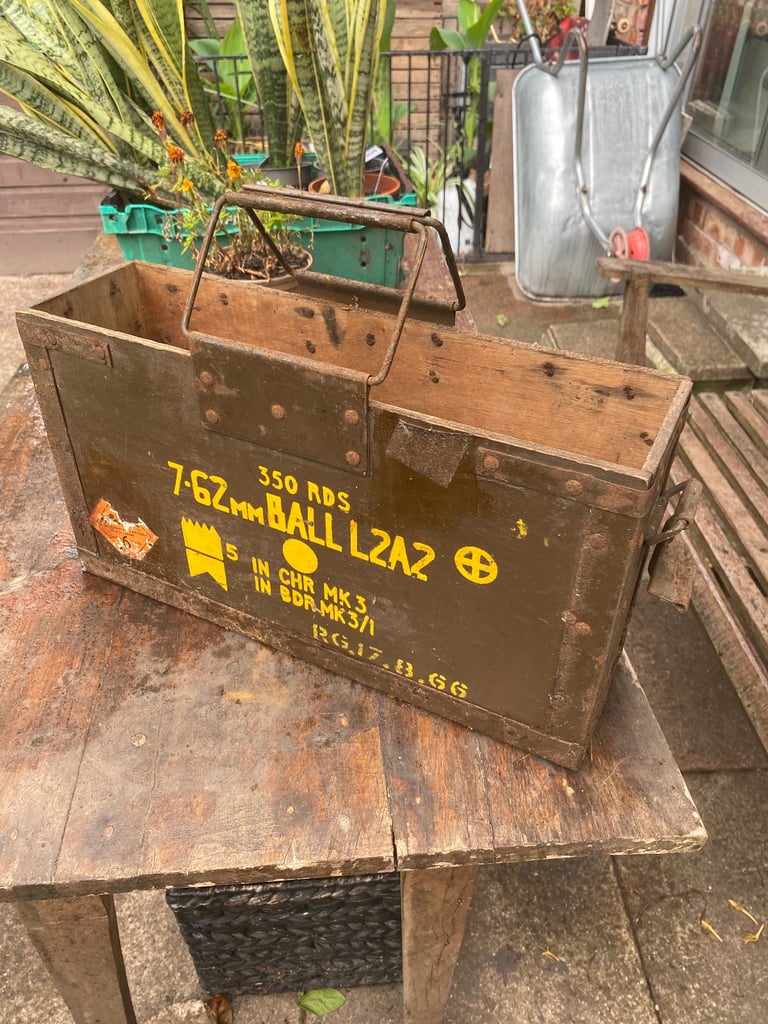 350 RDS
7.62mm BALL L2A2
5 IN CHR MK3
IN BDR MK3/1
RG.17.8.66